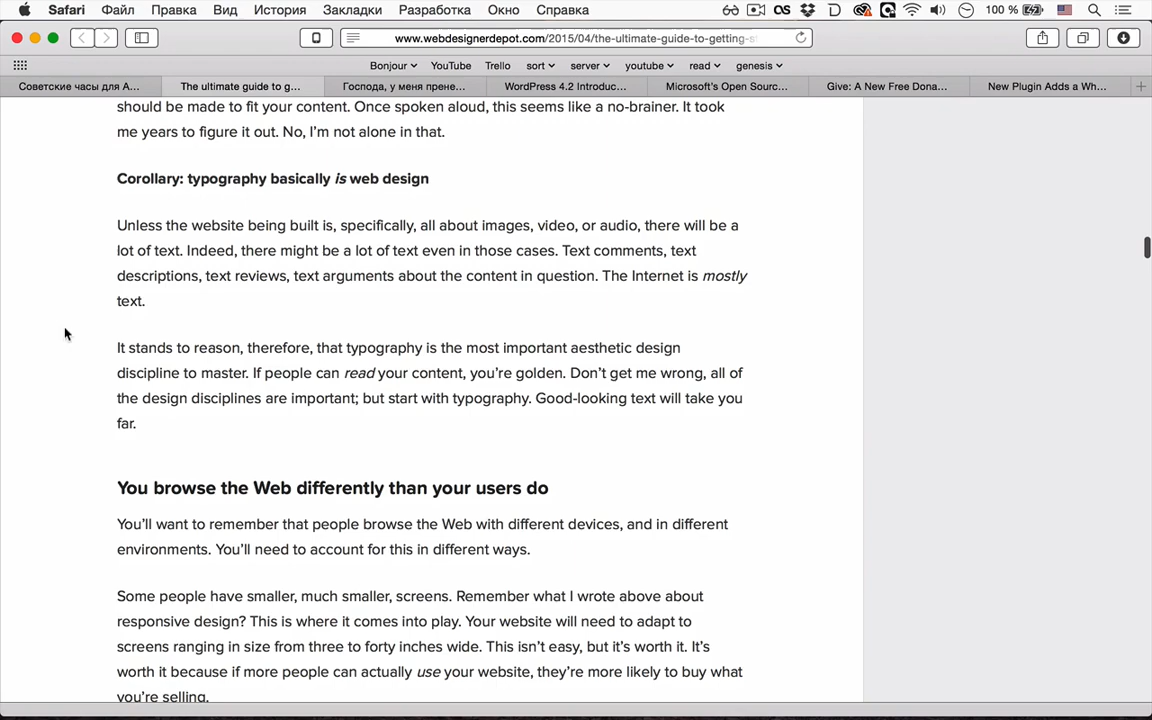 Safari Файл Правка Вид История Закладки Разработка Окно Справка 100 %
www.webdesignerdepot.com/2015/04/the-ultimate-guide-to-getting-s
Bonjour YouTube Trello sort server youtube read genesis
Советские часы для A... The ultimate guide to g... Господа, у меня прене... WordPress 4.2 Introduc... Microsoft's Open Sourc... Give: A New Free Dona... New Plugin Adds a Wh...
should be made to fit your content. Once spoken aloud, this seems like a no-brainer. It took
me years to figure it out. No, I'm not alone in that.
Corollary: typography basically is web design
Unless the website being built is, specifically, all about images, video, or audio, there will be a
lot of text. Indeed, there might be a lot of text even in those cases. Text comments, text
descriptions, text reviews, text arguments about the content in question. The Internet is mostly
text.
It stands to reason, therefore, that typography is the most important aesthetic design
discipline to master. If people can read your content, you're golden. Don't get me wrong, all of
the design disciplines are important; but start with typography. Good-looking text will take you
far.
You browse the Web differently than your users do
You'll want to remember that people browse the Web with different devices, and in different
environments. You'll need to account for this in different ways.
Some people have smaller, much smaller, screens. Remember what I wrote above about
responsive design? This is where it comes into play. Your website will need to adapt to
screens ranging in size from three to forty inches wide. This isn't easy, but it's worth it. It's
worth it because if more people can actually use your website, they're more likely to buy what
you're selling.